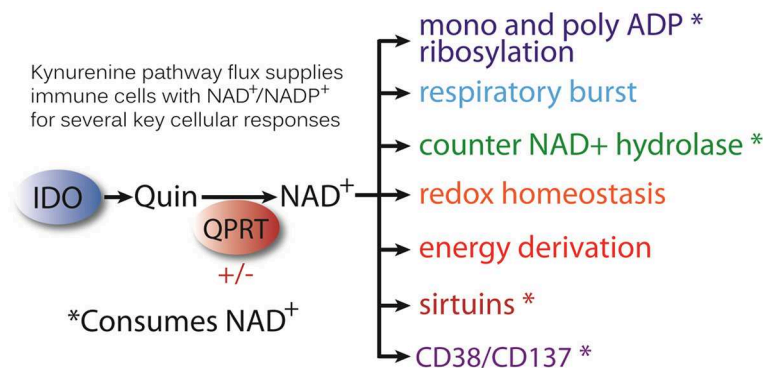 Kynurenine pathway flux supplies
immune cells with NAD+/NADP+
for several key cellular responses
IDO
Quin
QPRT
+/-
NAD+
*Consumes NAD+
mono and poly ADP *
ribosylation
respiratory burst
counter NAD+ hydrolase *
redox homeostasis
energy derivation
sirtuins *
CD38/CD137 *